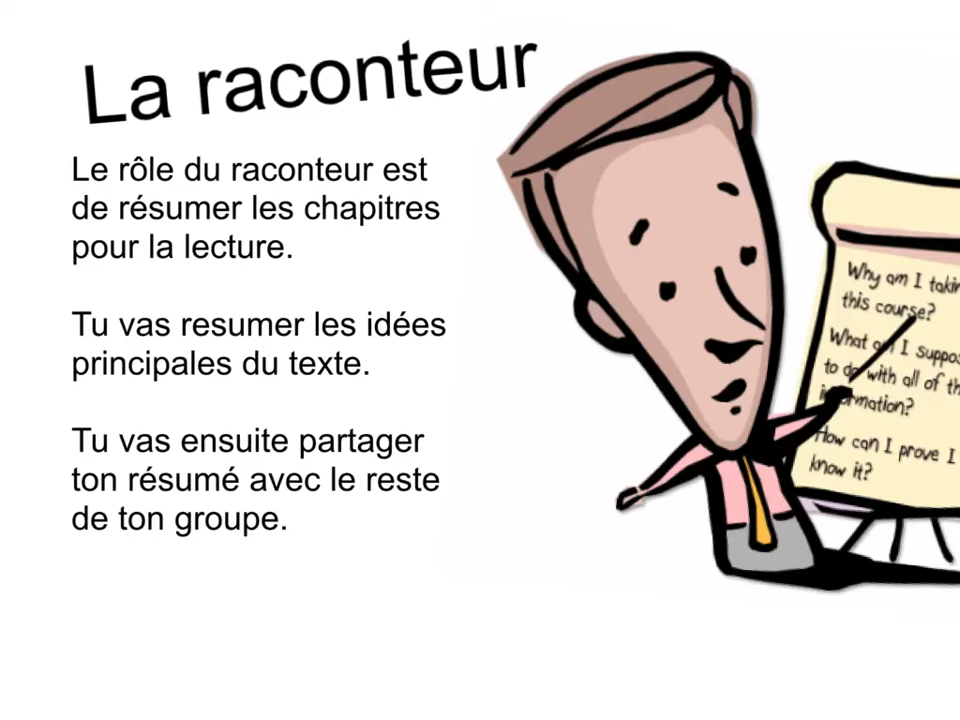 La raconteur
Le rôle du raconteur est
de résumer les chapitres
pour la lecture.
Tu vas resumer les idées
principales du texte.
Tu vas ensuite partager
ton résumé avec le reste
de ton groupe.
Why am I
this course?
What am I
to do with all of
information?
How can I prove I
know it?